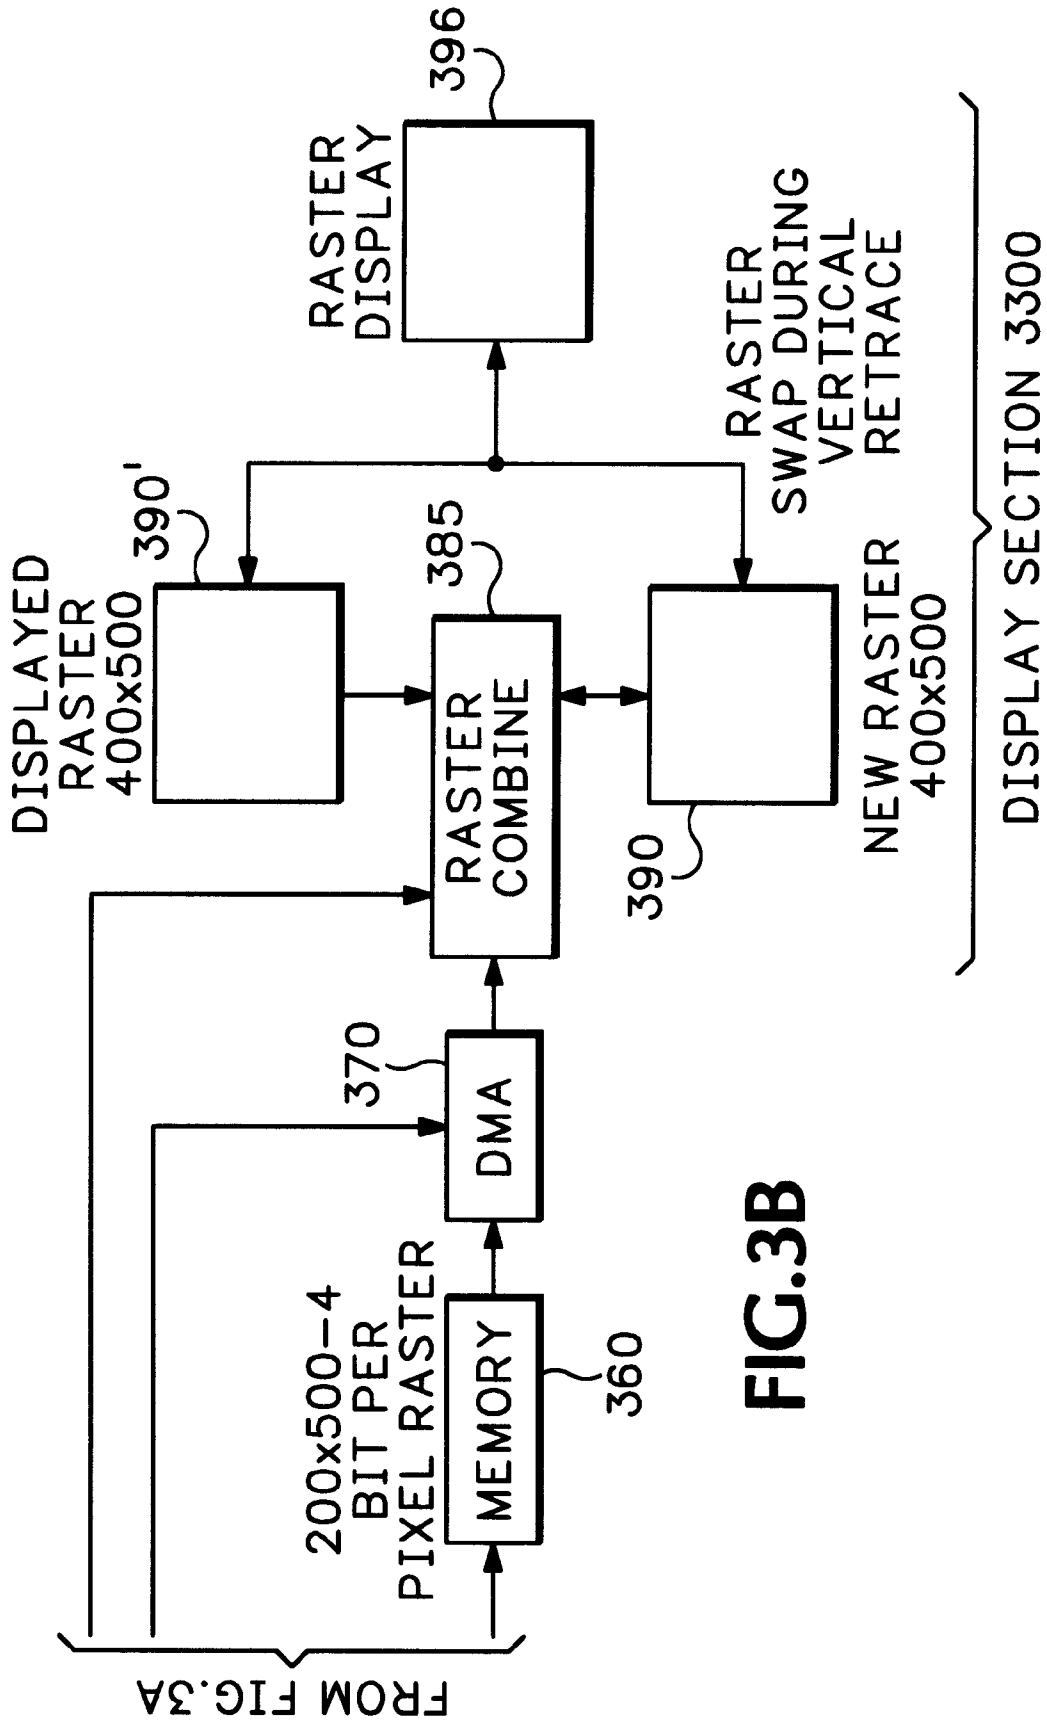 FROM FIG.3A
200x500-4
BIT PER
PIXEL RASTER
MEMORY
360
DMA
370
DISPLAYED
RASTER
400x500
390'
RASTER
COMBINE
385
390
NEW RASTER
400x500
RASTER
DISPLAY
396
RASTER
SWAP DURING
VERTICAL
RETRACE
DISPLAY SECTION 3300
FIG.3B